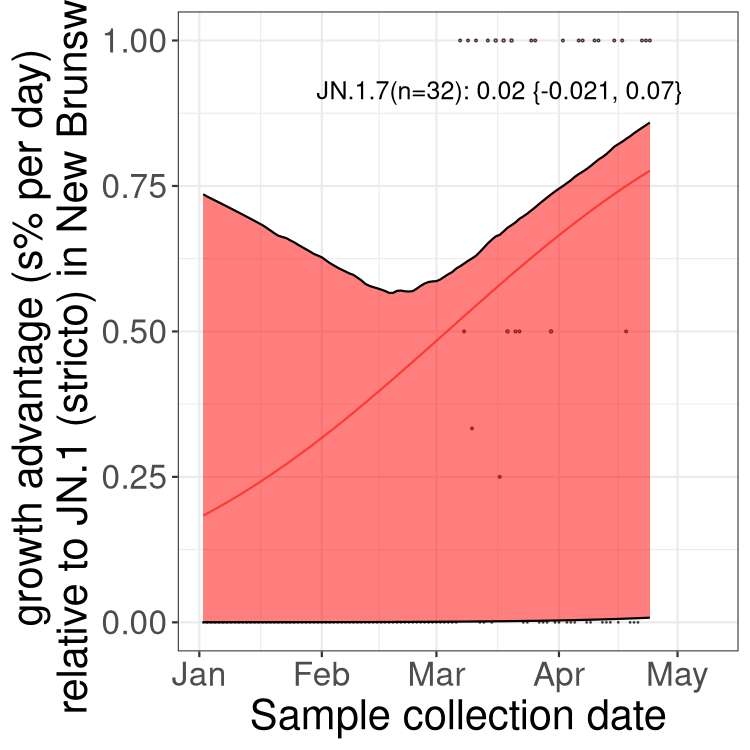 growth advantage (s% per day)
relative to JN.1 (stricto) in New Brunsw
1.00
0.75
0.50
0.25
0.00
JN.1.7(n=32): 0.02 {-0.021, 0.07}
Jan Feb Mar Apr May
Sample collection date